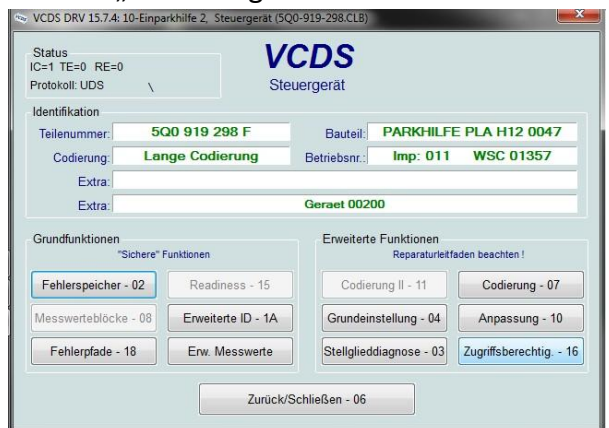 VCDS DRV 15.7.4: 10-Einparkhilfe 2, Steuergerät (5Q0-919-298.CLB)
Status
IC=1 TE=0 RE=0
Protokoll: UDS \
VCDS
Steuergerät
Identifikation
Teilenummer: 5Q0 919 298 F Bauteil: PARKHILFE PLA H12 0047
Codierung: Lange Codierung Betriebsnr.: Imp: 011 WSC 01357
Extra:
Extra: Geraet 00200
Grundfunktionen
"Sichere" Funktionen
Erweiterte Funktionen
Reparaturleitfaden beachten !
Fehlerspeicher - 02 Readiness - 15 Codierung II - 11 Codierung - 07
Messwerteblöcke - 08 Erweiterte ID - 1A Grundeinstellung - 04 Anpassung - 10
Fehlerpfade - 18 Erw. Messwerte Stellglieddiagnose - 03 Zugriffsberechtig. - 16
Zurück/Schließen - 06